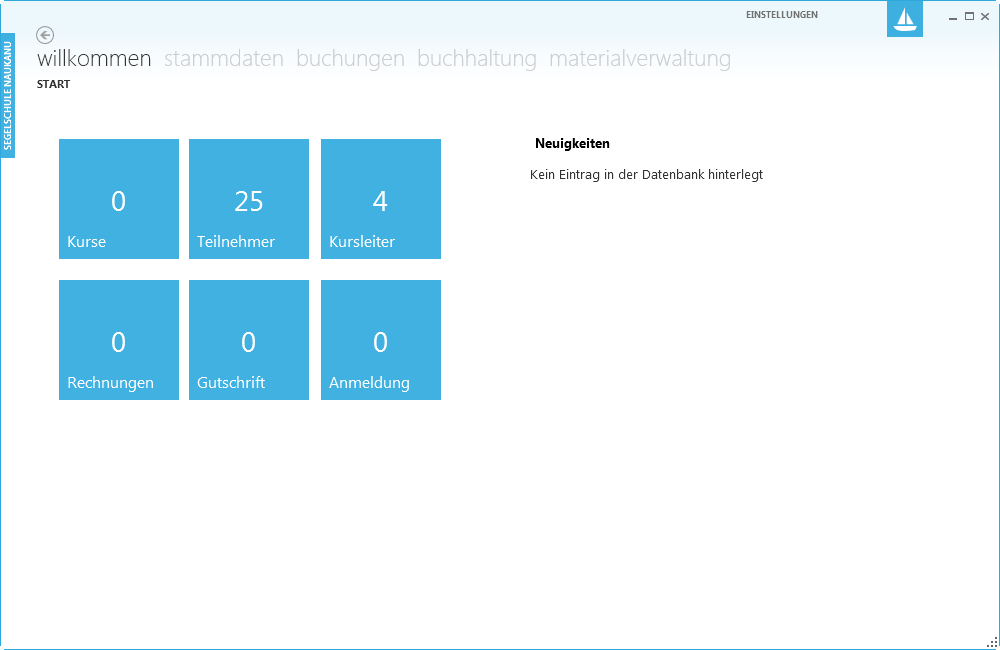 EINSTELLUNGEN
SEGELSCHULE NAUKANU
willkommen stammdaten buchungen buchhaltung materialverwaltung
START
0
Kurse
25
Teilnehmer
4
Kursleiter
0
Rechnungen
0
Gutschrift
0
Anmeldung
Neuigkeiten
Kein Eintrag in der Datenbank hinterlegt